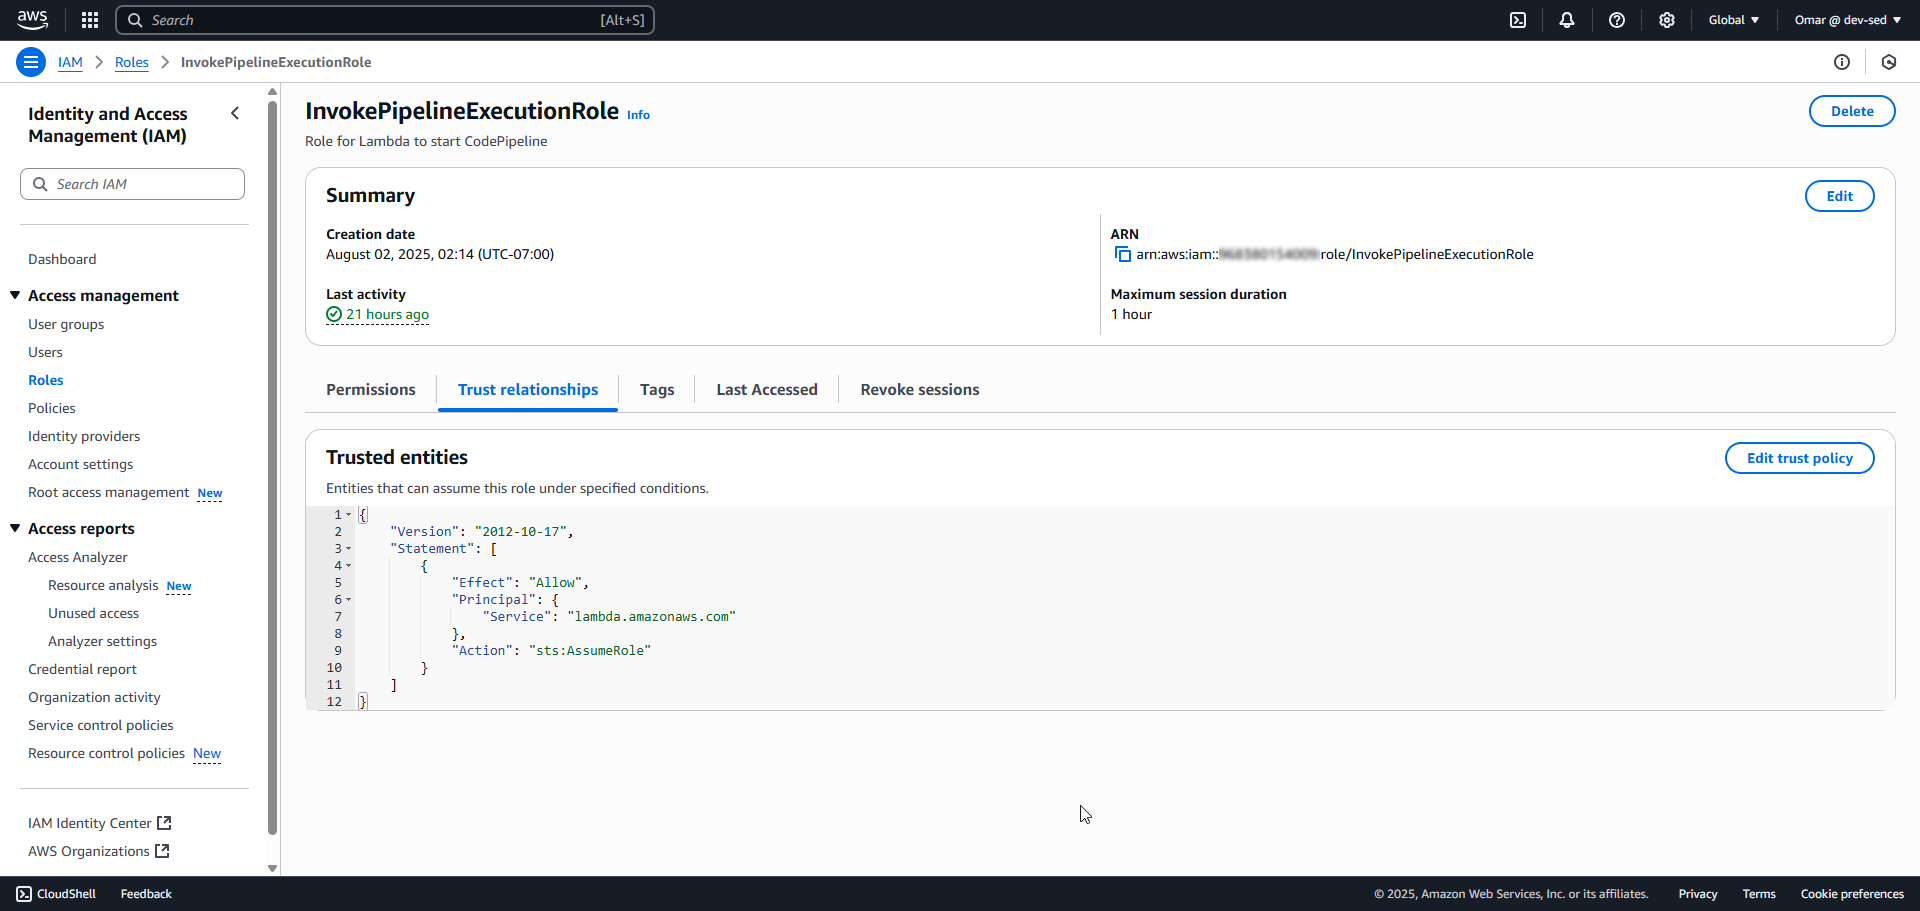 aws
Search [Alt+S]
Global
Omar @ dev-sed
IAM
Roles
InvokePipelineExecutionRole
Identity and Access
Management (IAM)
Search IAM
Dashboard
Access management
User groups
Users
Roles
Policies
Identity providers
Account settings
Root access management New
Access reports
Access Analyzer
Resource analysis New
Unused access
Analyzer settings
Credential report
Organization activity
Service control policies
Resource control policies New
IAM Identity Center
AWS Organizations
InvokePipelineExecutionRole Info
Delete
Role for Lambda to start CodePipeline
Summary
Edit
Creation date
August 02, 2025, 02:14 (UTC-07:00)
ARN
arn:aws:iam:: role/InvokePipelineExecutionRole
Last activity
21 hours ago
Maximum session duration
1 hour
Permissions
Trust relationships
Tags
Last Accessed
Revoke sessions
Trusted entities
Edit trust policy
Entities that can assume this role under specified conditions.
1 {
2 "Version": "2012-10-17",
3 "Statement": [
4 {
5 "Effect": "Allow",
6 "Principal": {
7 "Service": "lambda.amazonaws.com"
8 },
9 "Action": "sts:AssumeRole"
10 }
11 ]
12 }
CloudShell
Feedback
© 2025, Amazon Web Services, Inc. or its affiliates.
Privacy
Terms
Cookie preferences